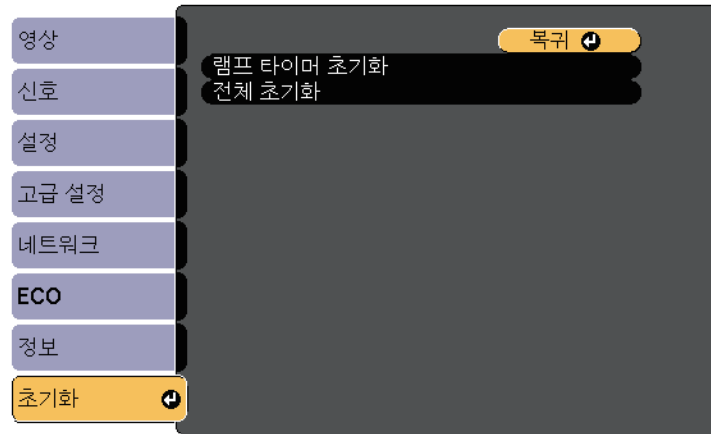 영상
신호
설정
고급 설정
네트워크
ECO
정보
초기화
복귀
램프 타이머 초기화
전체 초기화